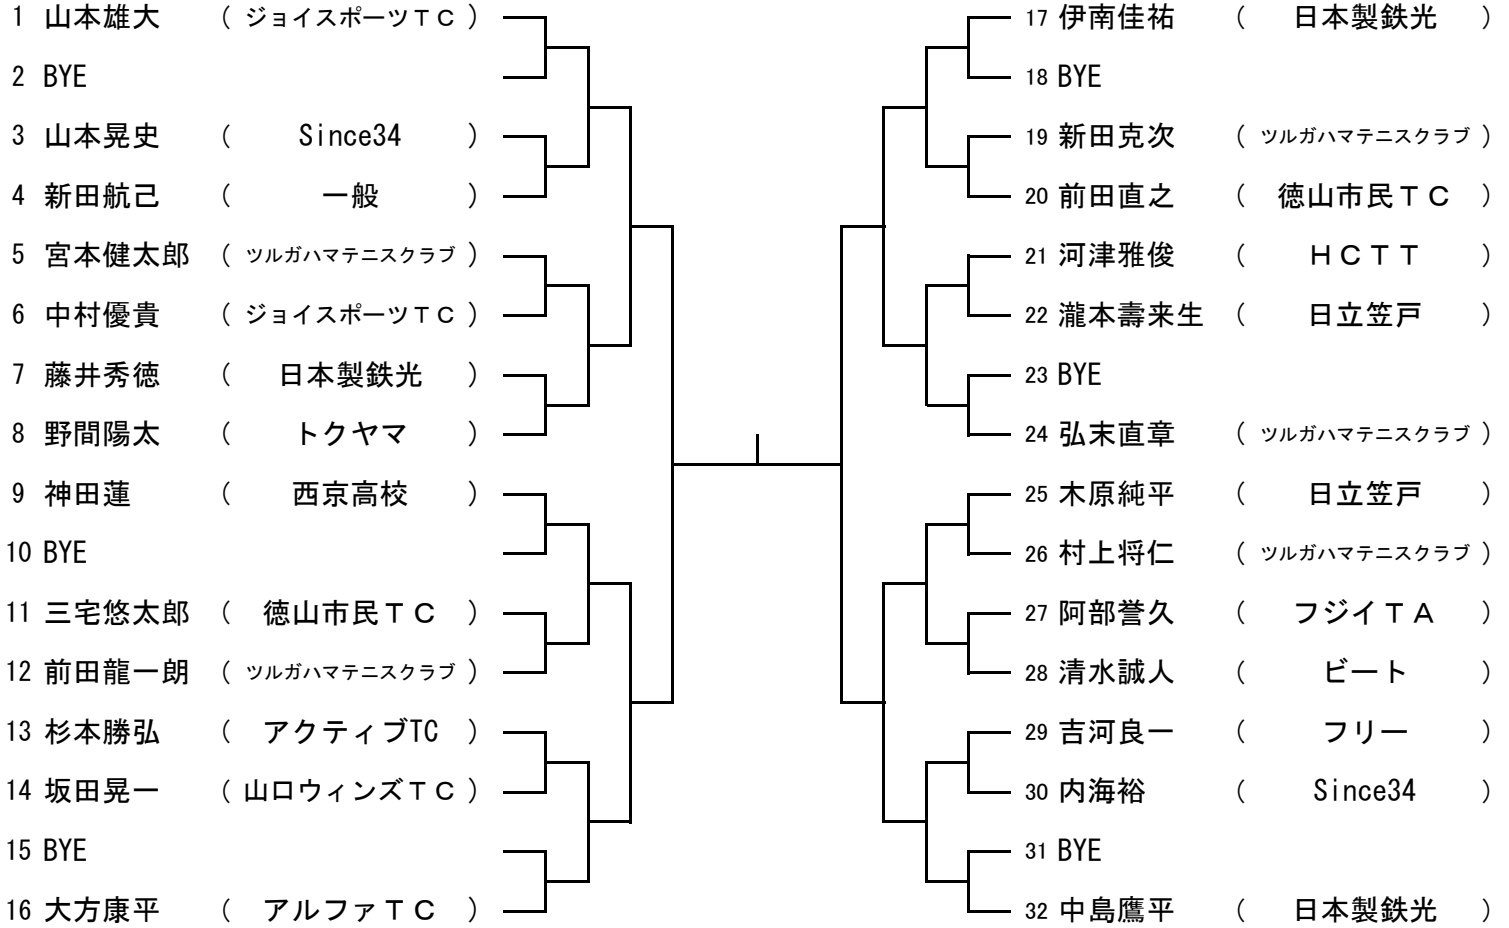 1 山本雄大 ( ジョイスポーツＴＣ )
2 BYE
3 山本晃史 ( Since34 )
4 新田航己 ( 一般 )
5 宮本健太郎 ( ツルガハマテニスクラブ )
6 中村優貴 ( ジョイスポーツＴＣ )
7 藤井秀徳 ( 日本製鉄光 )
8 野間陽太 ( トクヤマ )
9 神田蓮 ( 西京高校 )
10 BYE
11 三宅悠太郎 ( 徳山市民ＴＣ )
12 前田龍一朗 ( ツルガハマテニスクラブ )
13 杉本勝弘 ( アクティブTC )
14 坂田晃一 ( 山口ウィンズＴＣ )
15 BYE
16 大方康平 ( アルファＴＣ )
17 伊南佳祐 ( 日本製鉄光 )
18 BYE
19 新田克次 ( ツルガハマテニスクラブ )
20 前田直之 ( 徳山市民ＴＣ )
21 河津雅俊 ( ＨＣＴＴ )
22 瀧本壽来生 ( 日立笠戸 )
23 BYE
24 弘末直章 ( ツルガハマテニスクラブ )
25 木原純平 ( 日立笠戸 )
26 村上将仁 ( ツルガハマテニスクラブ )
27 阿部誉久 ( フジイＴＡ )
28 清水誠人 ( ビート )
29 吉河良一 ( フリー )
30 内海裕 ( Since34 )
31 BYE
32 中島鷹平 ( 日本製鉄光 )